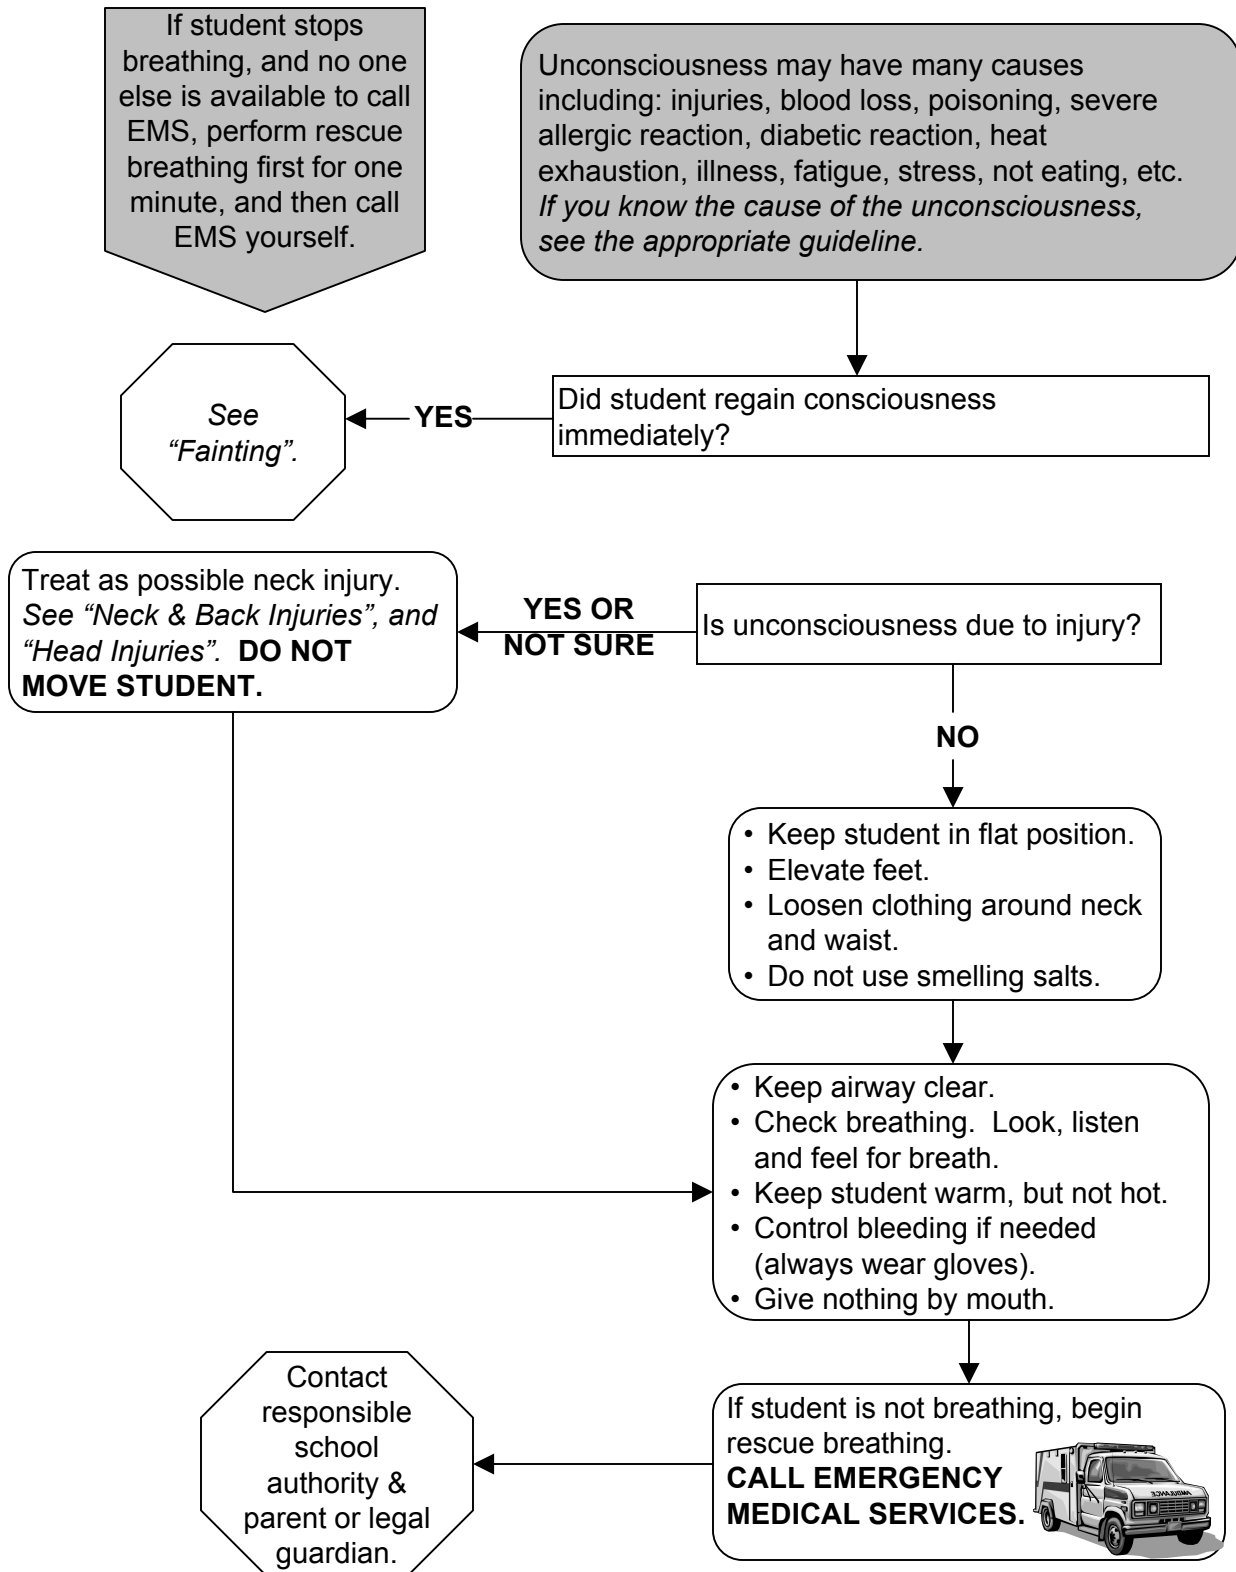 If student stops
breathing, and no one
else is available to call
EMS, perform rescue
breathing first for one
minute, and then call
EMS yourself.
Unconsciousness may have many causes
including: injuries, blood loss, poisoning, severe
allergic reaction, diabetic reaction, heat
exhaustion, illness, fatigue, stress, not eating, etc.
If you know the cause of the unconsciousness,
see the appropriate guideline.
See
“Fainting”.
YES
Did student regain consciousness
immediately?
Treat as possible neck injury.
See “Neck & Back Injuries”, and
“Head Injuries”. DO NOT
MOVE STUDENT.
YES OR
NOT SURE
Is unconsciousness due to injury?
NO
• Keep student in flat position.
• Elevate feet.
• Loosen clothing around neck
and waist.
• Do not use smelling salts.
• Keep airway clear.
• Check breathing. Look, listen
and feel for breath.
• Keep student warm, but not hot.
• Control bleeding if needed
(always wear gloves).
• Give nothing by mouth.
Contact
responsible
school
authority &
parent or legal
guardian.
If student is not breathing, begin
rescue breathing.
CALL EMERGENCY
MEDICAL SERVICES.
AMBULANCE